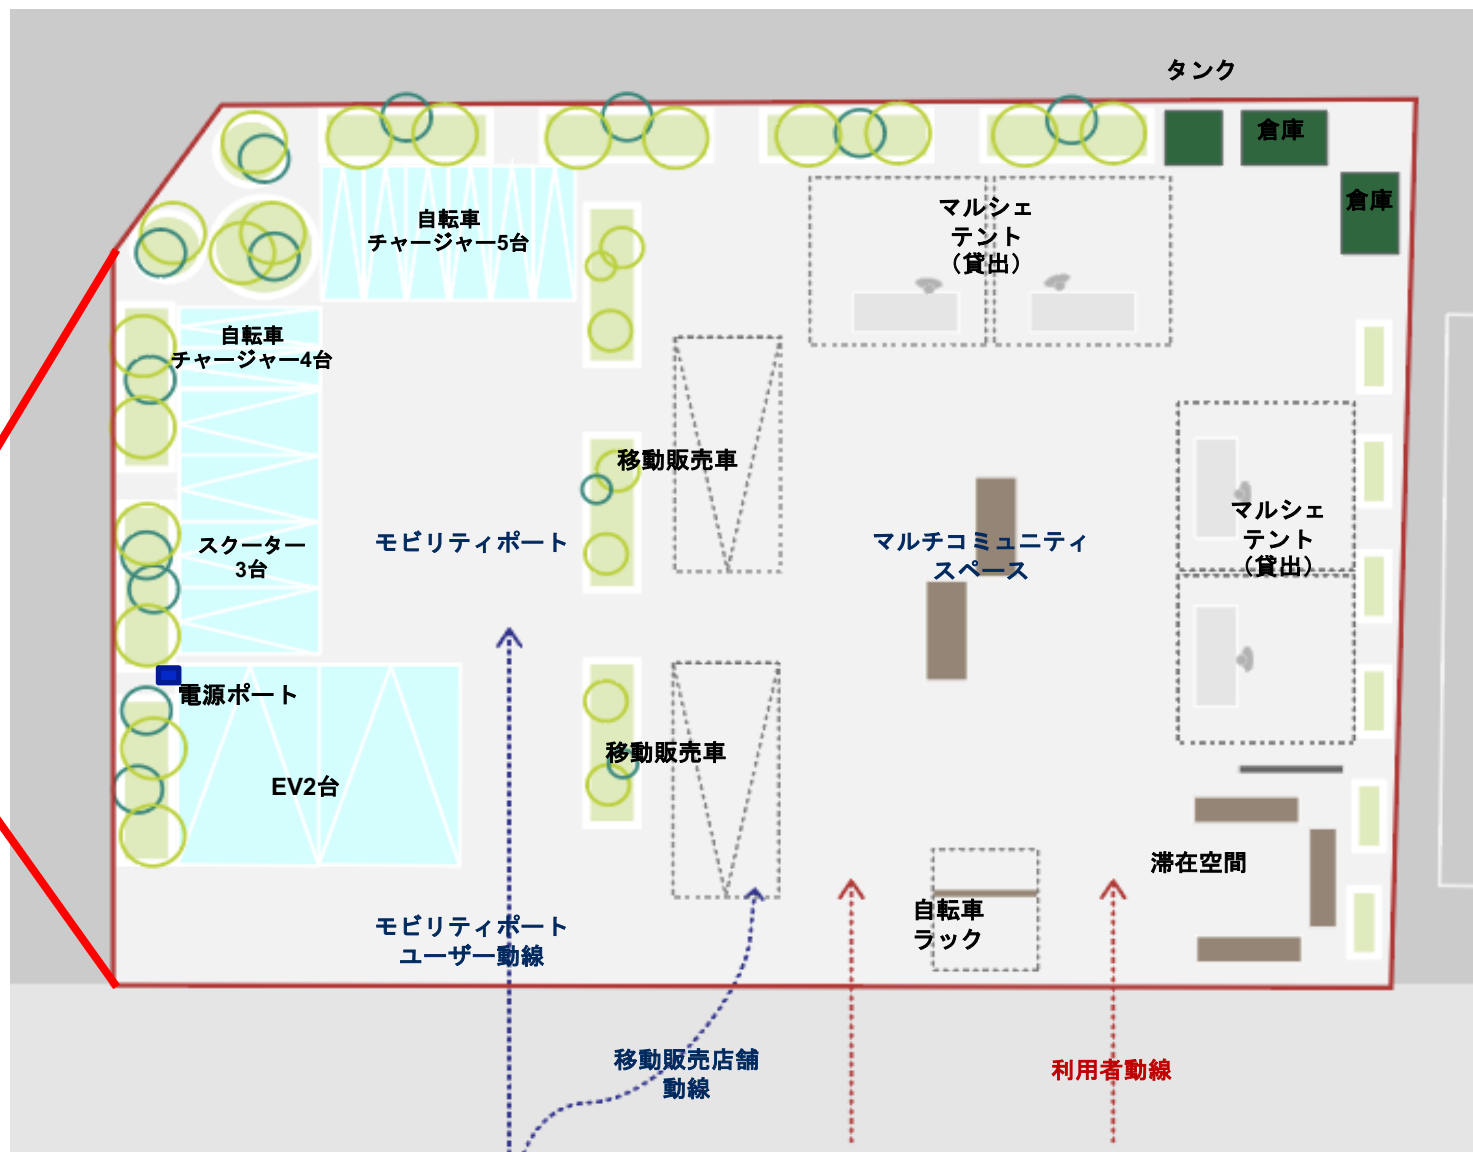 タンク
倉庫
倉庫
自転車
チャージャー5台
マルシェ
テント
（貸出）
自転車
チャージャー4台
移動販売車
マルシェ
テント
（貸出）
スクーター
3台
モビリティポート
マルチコミュニティ
スペース
電源ポート
EV2台
移動販売車
滞在空間
自転車
ラック
モビリティポート
ユーザー動線
移動販売店舗
動線
利用者動線